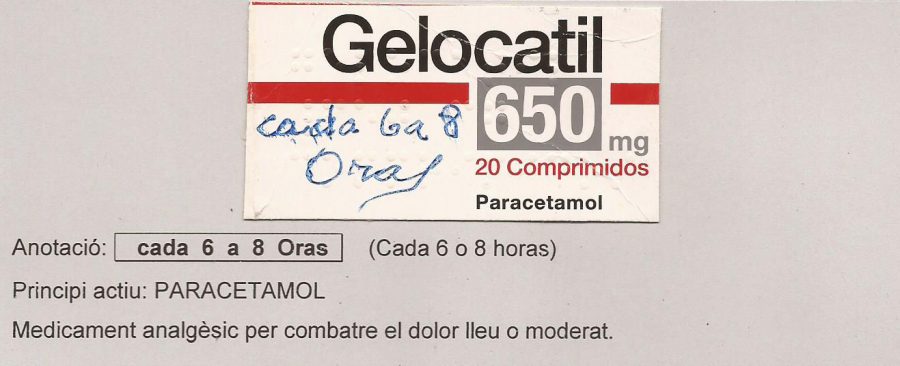 Gelocatil
650 mg
cada 6 a 8
Oras
20 Comprimidos
Paracetamol
Anotació: cada 6 a 8 Oras (Cada 6 o 8 horas)
Principi actiu: PARACETAMOL
Medicament analgèsic per combatre el dolor lleu o moderat.